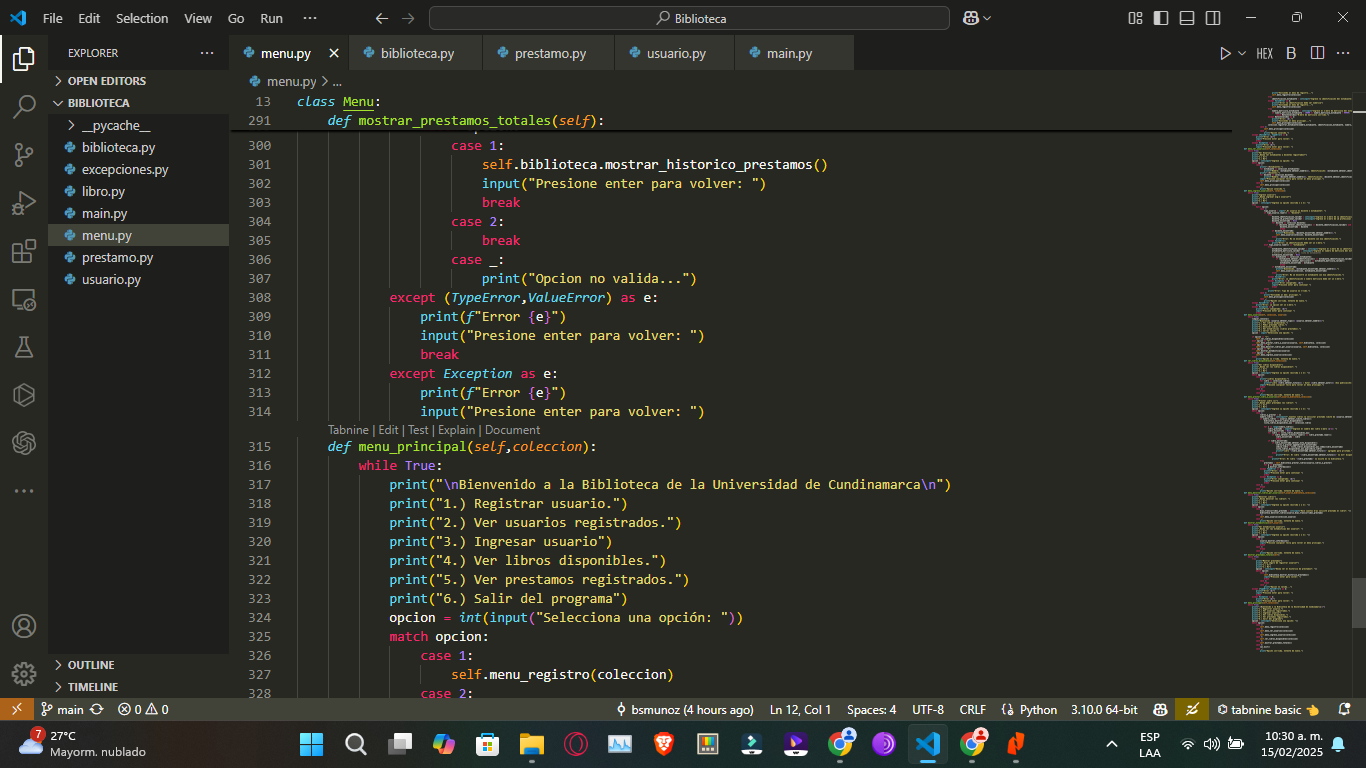 File Edit Selection View Go Run ··· Biblioteca
EXPLORER ···
OPEN EDITORS
BIBLIOTECA
__pycache__
biblioteca.py
excepciones.py
libro.py
main.py
menu.py
prestamo.py
usuario.py
OUTLINE
TIMELINE
menu.py biblioteca.py prestamo.py usuario.py main.py HEX B ···
menu.py > ...
13 class Menu:
291 def mostrar_prestamos_totales(self):
300 case 1:
301 self.biblioteca.mostrar_historico_prestamos()
302 input("Presione enter para volver: ")
303 break
304 case 2:
305 break
306 case _:
307 print("Opcion no valida...")
308 except (TypeError,ValueError) as e:
309 print(f"Error {e}")
310 input("Presione enter para volver: ")
311 break
312 except Exception as e:
313 print(f"Error {e}")
314 input("Presione enter para volver: ")
Tabnine | Edit | Test | Explain | Document
315 def menu_principal(self,coleccion):
316 while True:
317 print("\nBienvenido a la Biblioteca de la Universidad de Cundinamarca\n")
318 print("1.) Registrar usuario.")
319 print("2.) Ver usuarios registrados.")
320 print("3.) Ingresar usuario")
321 print("4.) Ver libros disponibles.")
322 print("5.) Ver prestamos registrados.")
323 print("6.) Salir del programa")
324 opcion = int(input("Selecciona una opción: "))
325 match opcion:
326 case 1:
327 self.menu_registro(coleccion)
328 case 2:
main 0 0 bsmunoz (4 hours ago) Ln 12, Col 1 Spaces: 4 UTF-8 CRLF Python 3.10.0 64-bit tabnine basic
7 27°C
Mayorm. nublado
ESP
LAA
10:30 a. m.
15/02/2025